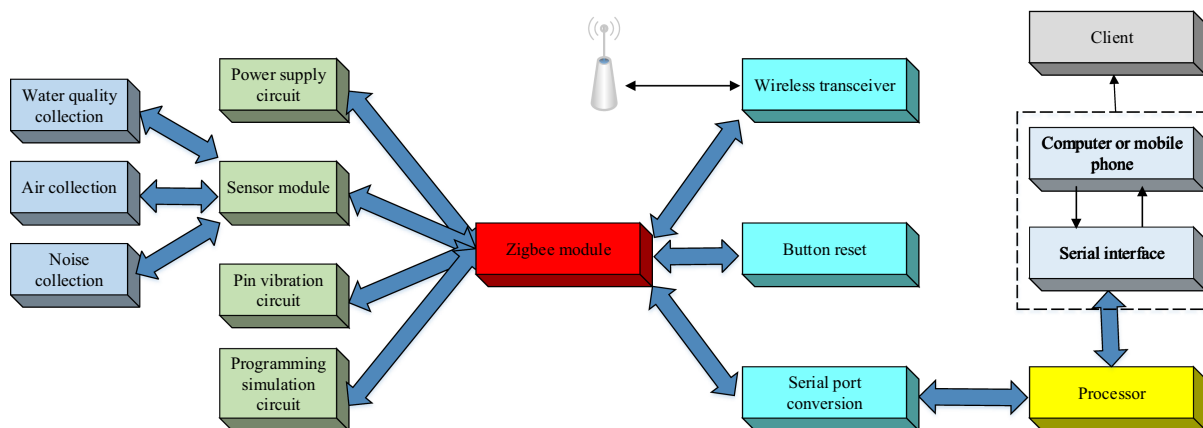 Water quality
collection
Air collection
Noise
collection
Power supply
circuit
Sensor module
Pin vibration
circuit
Programming
simulation
circuit
Zigbee module
Wireless transceiver
Button reset
Serial port
conversion
Client
Computer or mobile
phone
Serial interface
Processor